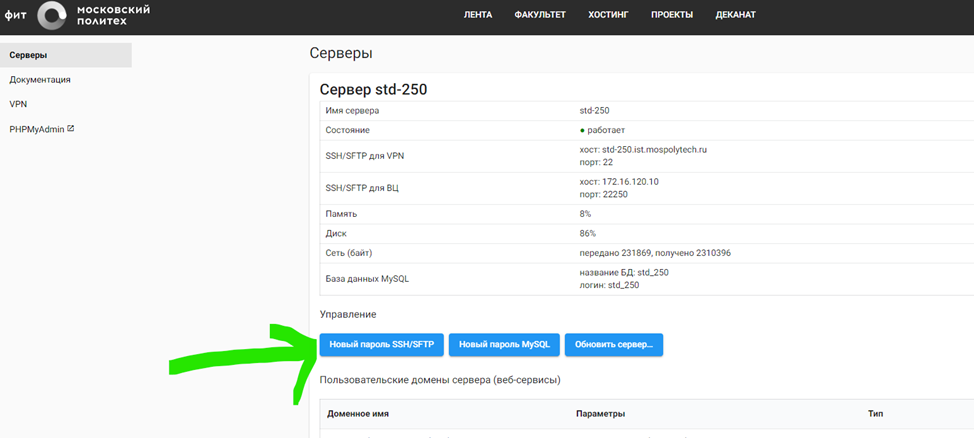 фит
московский
политех
ЛЕНТА ФАКУЛЬТЕТ ХОСТИНГ ПРОЕКТЫ ДЕКАНАТ
Серверы
Документация
VPN
PHPMyAdmin
Серверы
Сервер std-250
Имя сервера std-250
Состояние работает
SSH/SFTP для VPN хост: std-250.ist.mospolytech.ru
порт: 22
SSH/SFTP для ВЦ хост: 172.16.120.10
порт: 22250
Память 8%
Диск 86%
Сеть (байт) передано 231869, получено 2310396
База данных MySQL название БД: std_250
логин: std_250
Управление
Новый пароль SSH/SFTP Новый пароль MySQL Обновить сервер...
Пользовательские домены сервера (веб-сервисы)
Доменное имя Параметры Тип